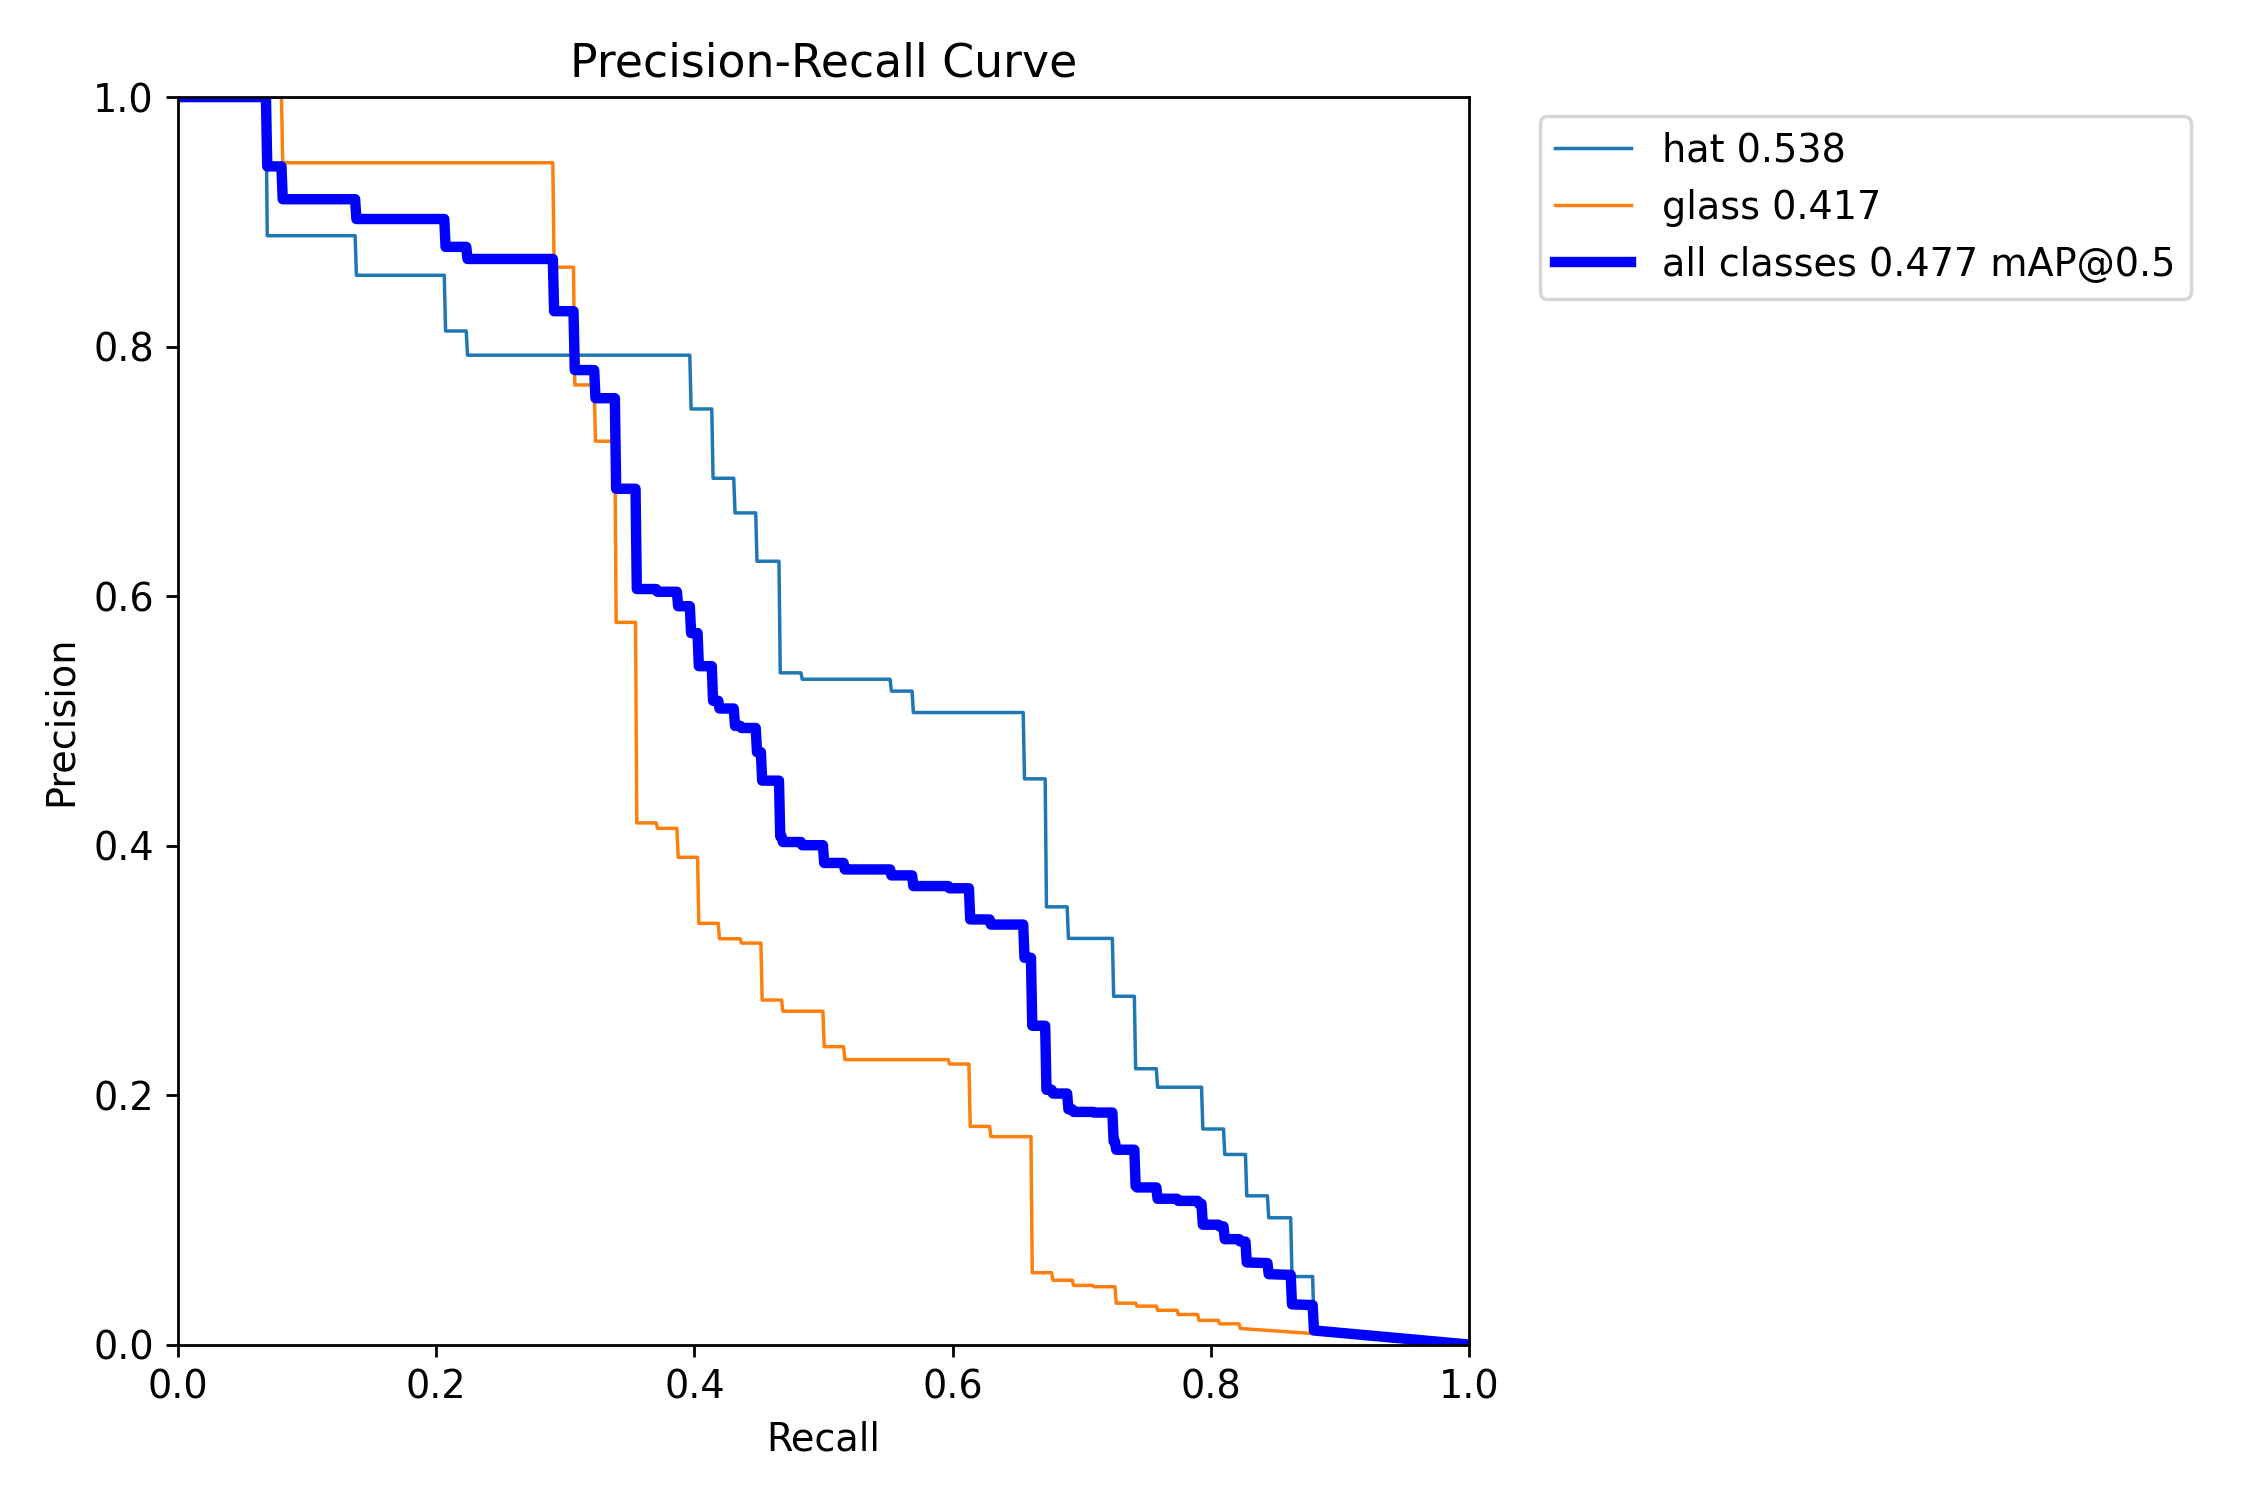 Precision-Recall Curve
1.0
0.8
0.6
0.4
0.2
0.0
Precision
0.0 0.2 0.4 0.6 0.8 1.0
Recall
hat 0.538
glass 0.417
all classes 0.477 mAP@0.5